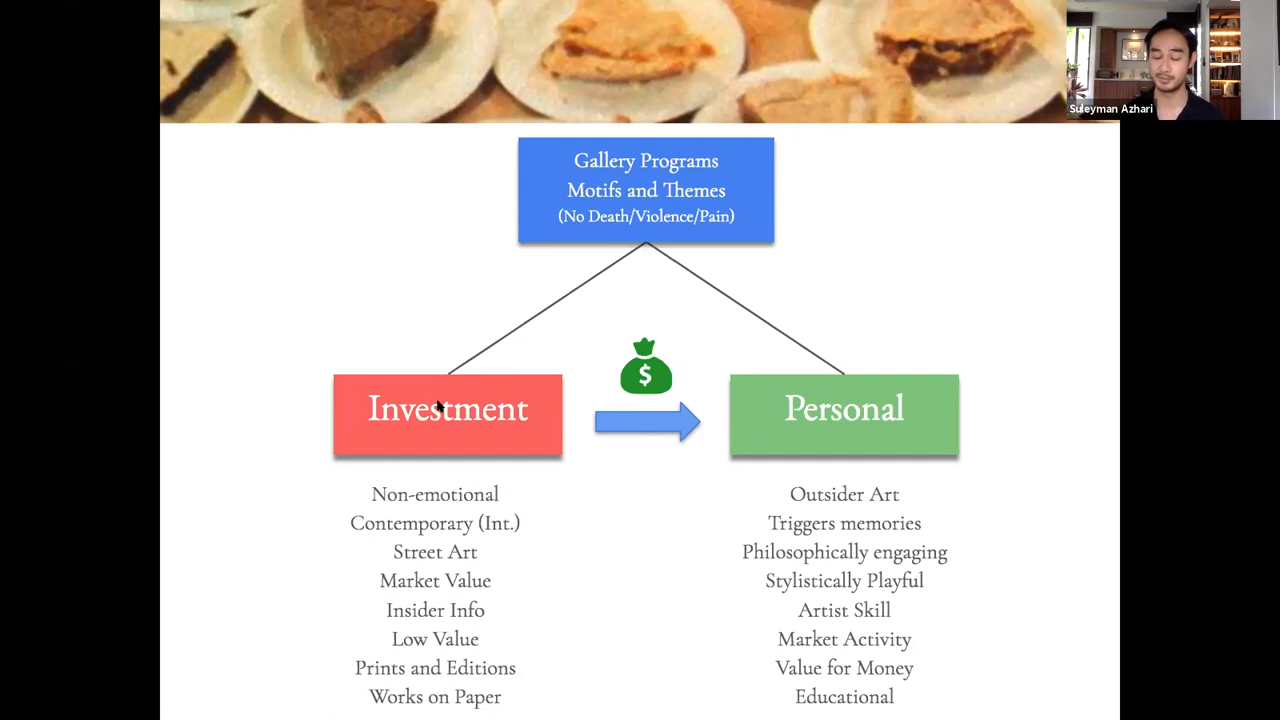 Suleyman Azhari
Gallery Programs
Motifs and Themes
(No Death/Violence/Pain)
$
Investment
Personal
Non-emotional
Contemporary (Int.)
Street Art
Market Value
Insider Info
Low Value
Prints and Editions
Works on Paper
Outsider Art
Triggers memories
Philosophically engaging
Stylistically Playful
Artist Skill
Market Activity
Value for Money
Educational